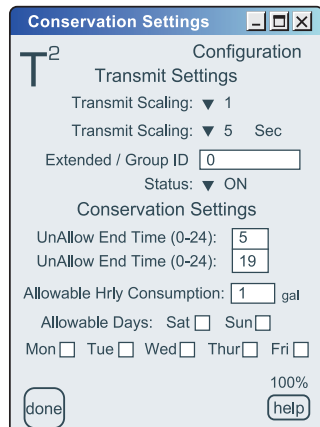 Conservation Settings
T2 Configuration
Transmit Settings
Transmit Scaling: ▼ 1
Transmit Scaling: ▼ 5 Sec
Extended / Group ID 0
Status: ▼ ON
Conservation Settings
UnAllow End Time (0-24): 5
UnAllow End Time (0-24): 19
Allowable Hrly Consumption: 1 gal
Allowable Days: Sat Sun
Mon Tue Wed Thur Fri
100%
done help